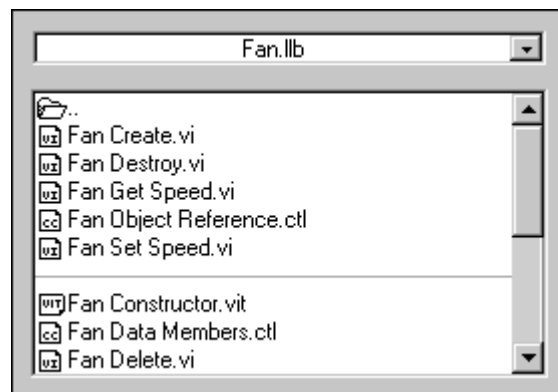 Fan.llb
..
Fan Create.vi
Fan Destroy.vi
Fan Get Speed.vi
Fan Object Reference.ctl
Fan Set Speed.vi
Fan Constructor.vit
Fan Data Members.ctl
Fan Delete.vi